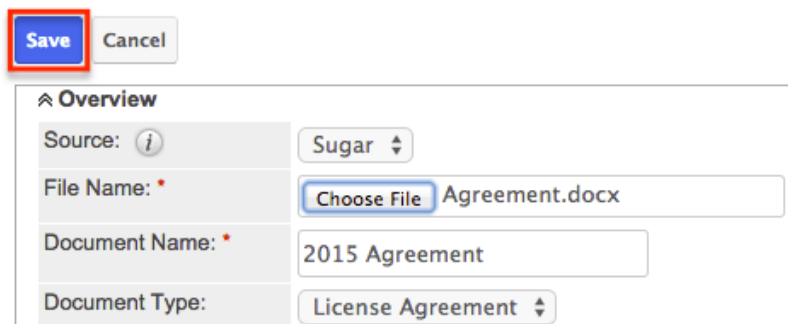 Save Cancel
Overview
Source: i Sugar
File Name: * Choose File Agreement.docx
Document Name: * 2015 Agreement
Document Type: License Agreement